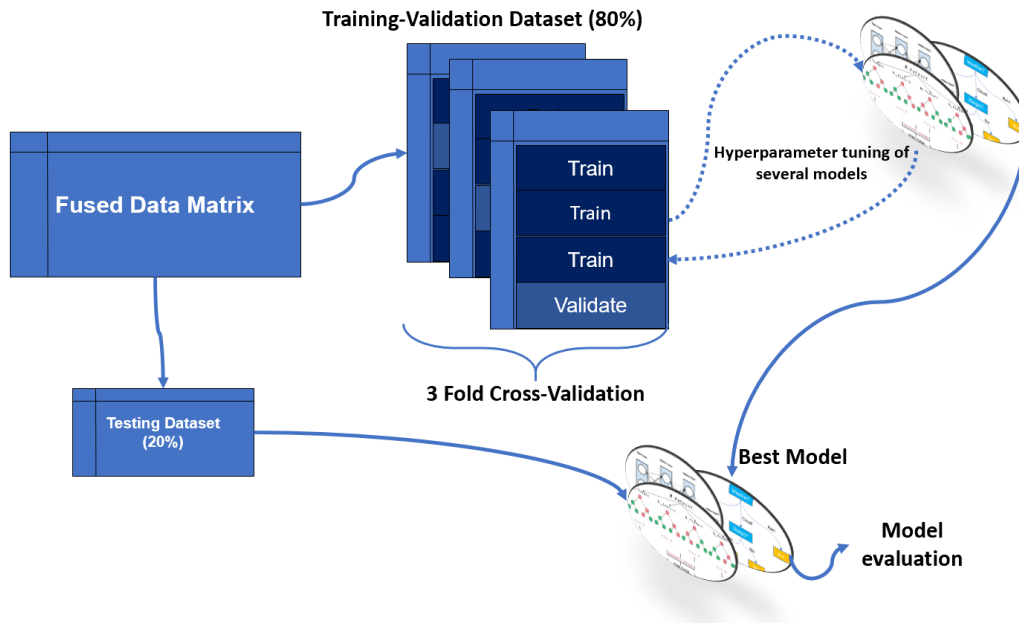 Training-Validation Dataset (80%)
Fused Data Matrix
Train
Train
Train
Validate
Hyperparameter tuning of
several models
3 Fold Cross-Validation
Testing Dataset
(20%)
Best Model
Model
evaluation